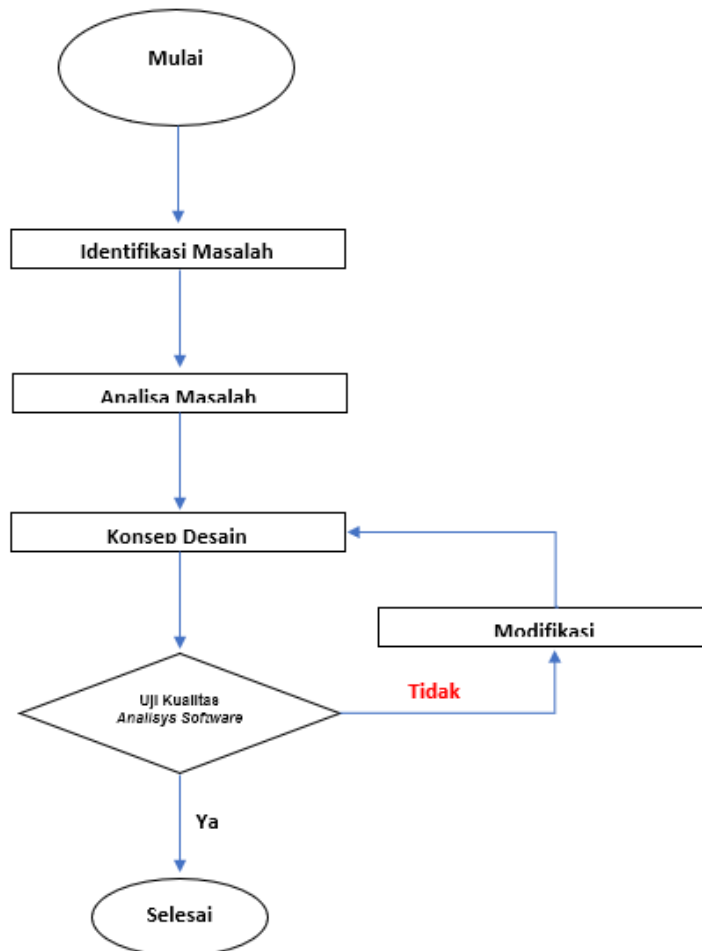 Mulai
Identifikasi Masalah
Analisa Masalah
Konsep Desain
Modifikasi
Uji Kualitas
Analisys Software
Tidak
Ya
Selesai